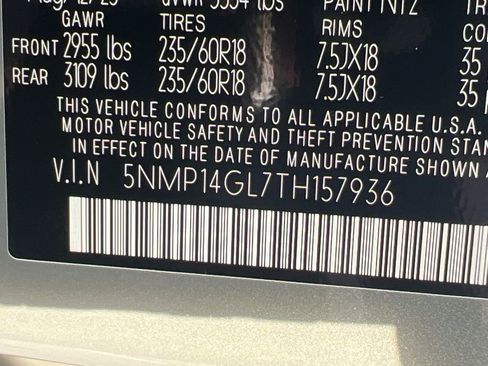 GAWR TIRES RIMS
FRONT 2955 lbs 235/60R18 7.5JX18 35
REAR 3109 lbs 235/60R18 7.5JX18 35
THIS VEHICLE CONFORMS TO ALL APPLICABLE U.S.A
MOTOR VEHICLE SAFETY AND THEFT PREVENTION STAN
IN EFFECT ON THE DATE OF MANUFACTURE SHOWN A
V.I.N 5NMP14GL7TH157936